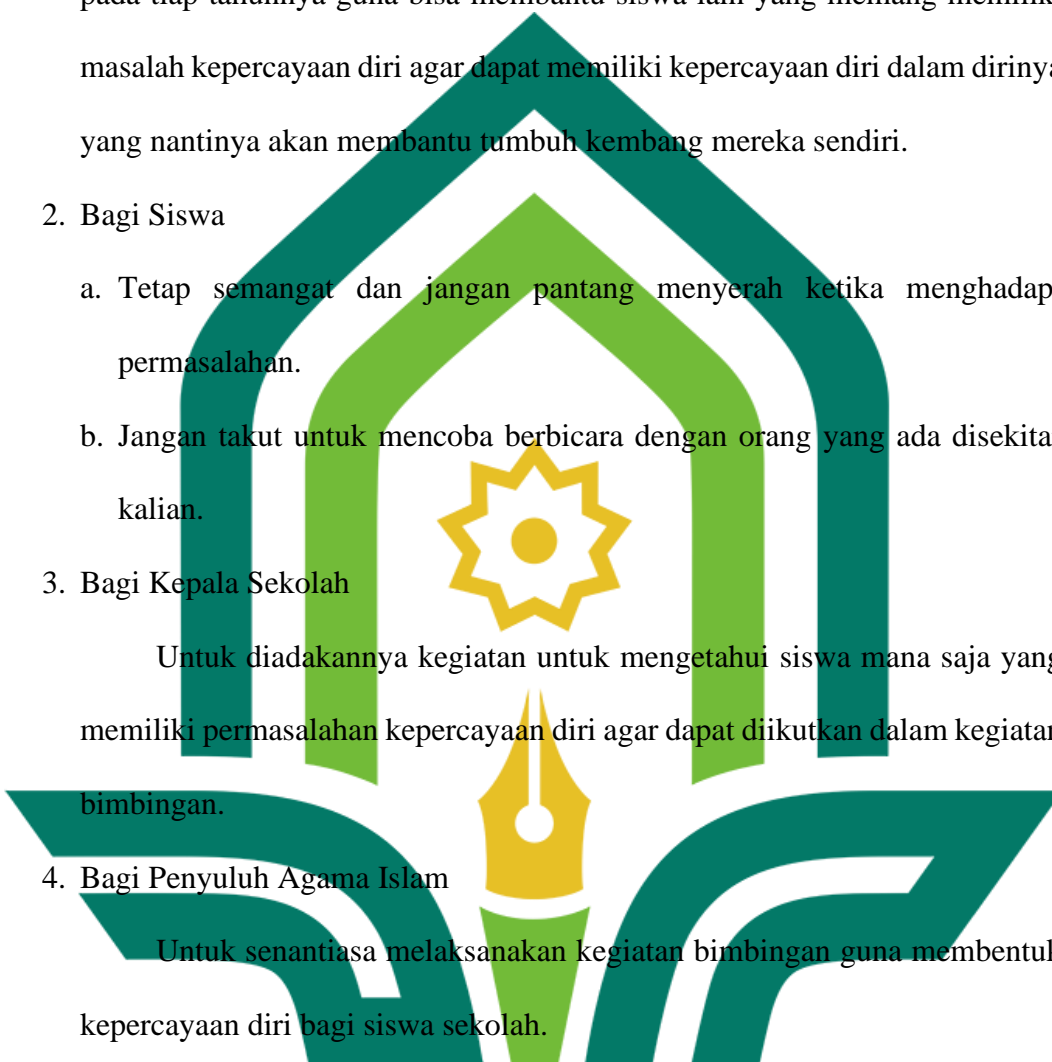 pada tiap tahunnya guna bisa membantu siswa lain yang memang memiliki
masalah kepercayaan diri agar dapat memiliki kepercayaan diri dalam dirinya
yang nantinya akan membantu tumbuh kembang mereka sendiri.
2. Bagi Siswa
a. Tetap semangat dan jangan pantang menyerah ketika menghadapi
permasalahan.
b. Jangan takut untuk mencoba berbicara dengan orang yang ada disekitar
kalian.
3. Bagi Kepala Sekolah
Untuk diadakannya kegiatan untuk mengetahui siswa mana saja yang
memiliki permasalahan kepercayaan diri agar dapat diikutkan dalam kegiatan
bimbingan.
4. Bagi Penyuluh Agama Islam
Untuk senantiasa melaksanakan kegiatan bimbingan guna membentuk
kepercayaan diri bagi siswa sekolah.